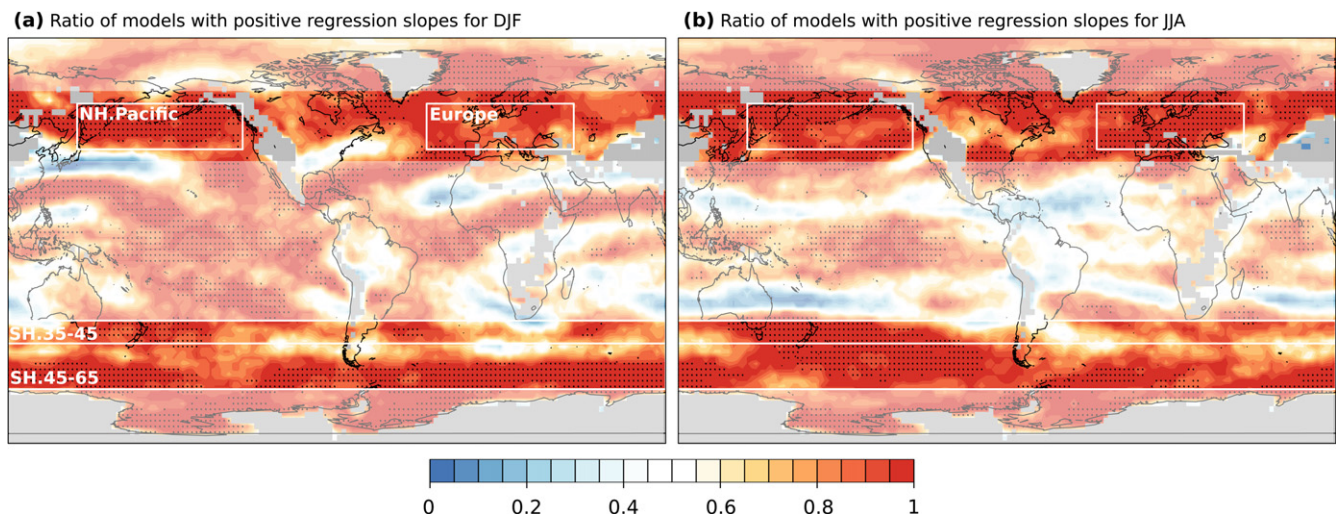 (a) Ratio of models with positive regression slopes for DJF
(b) Ratio of models with positive regression slopes for JJA
NH.Pacific
Europe
SH.35-45
SH.45-65
0 0.2 0.4 0.6 0.8 1